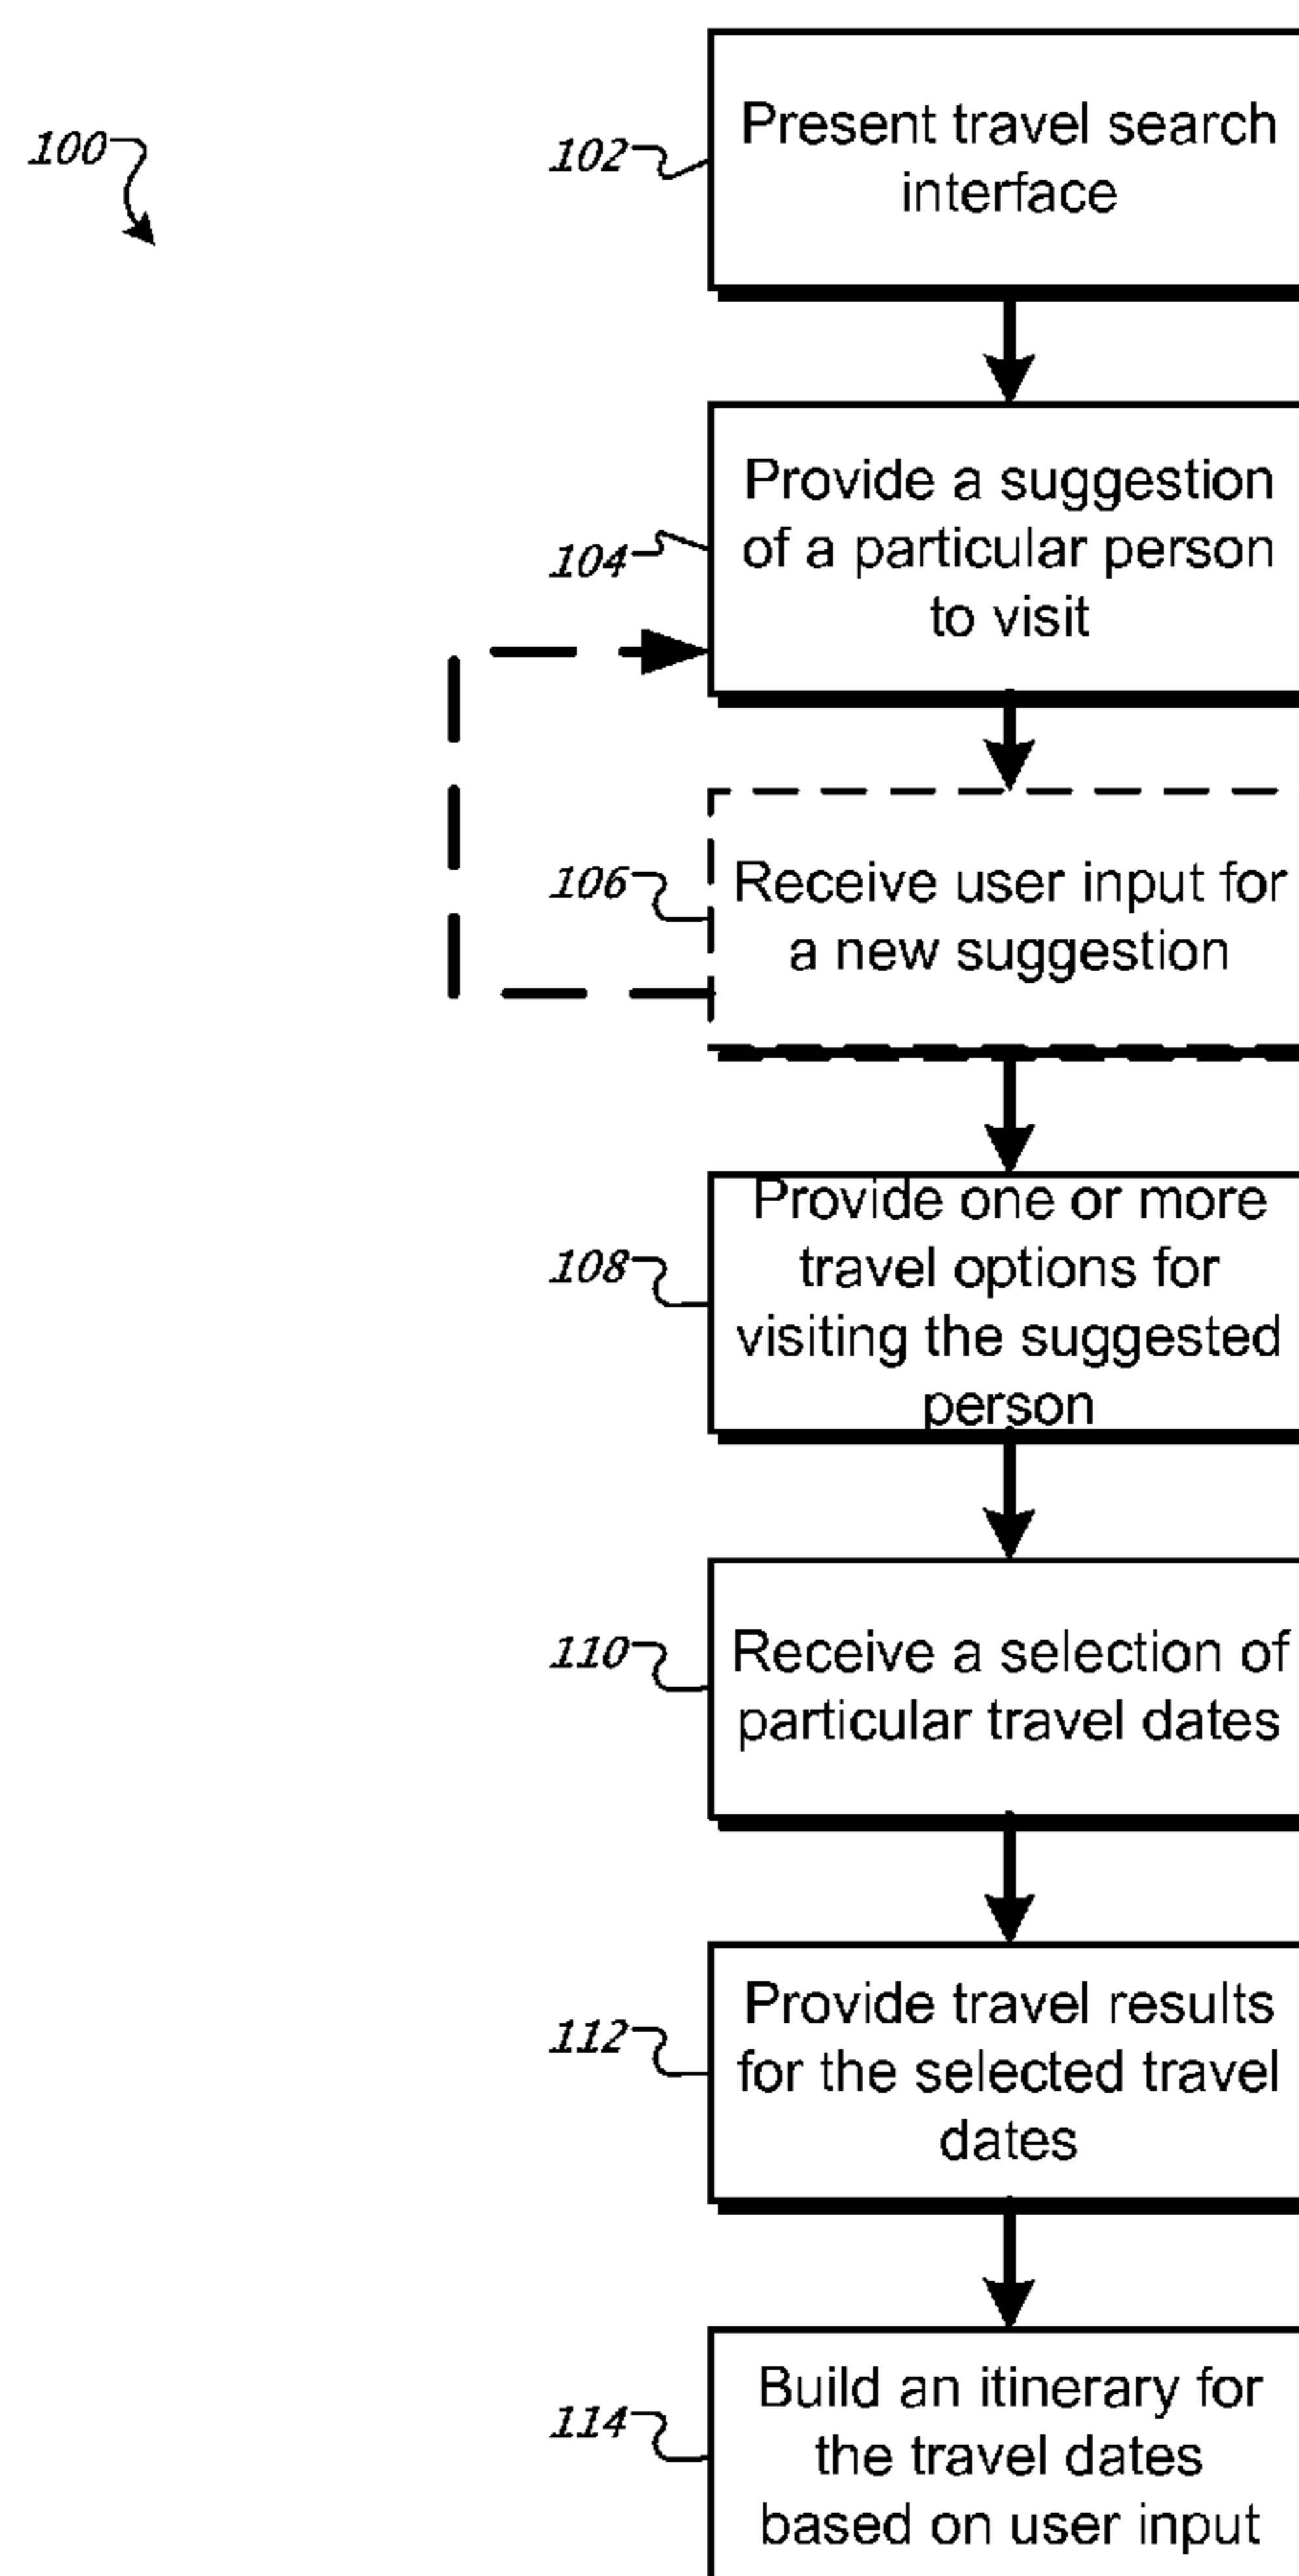 100
102
Present travel search
interface
104
Provide a suggestion
of a particular person
to visit
106
Receive user input for
a new suggestion
108
Provide one or more
travel options for
visiting the suggested
person
110
Receive a selection of
particular travel dates
112
Provide travel results
for the selected travel
dates
114
Build an itinerary for
the travel dates
based on user input